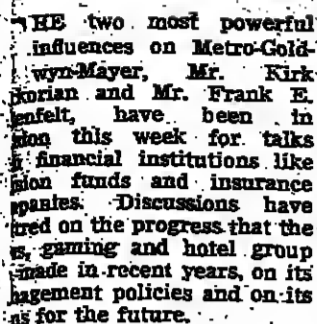 HE two most powerful
influences on Metro-Gold-
wyn-Mayer, Mr. Kirk
korian and Mr. Frank E.
enfelt, have been in
this week for talks
financial institutions like
funds and insurance
panies. Discussions have
on the progress that the
gaming and hotel group
made in recent years, on its
agement policies and on its
for the future.